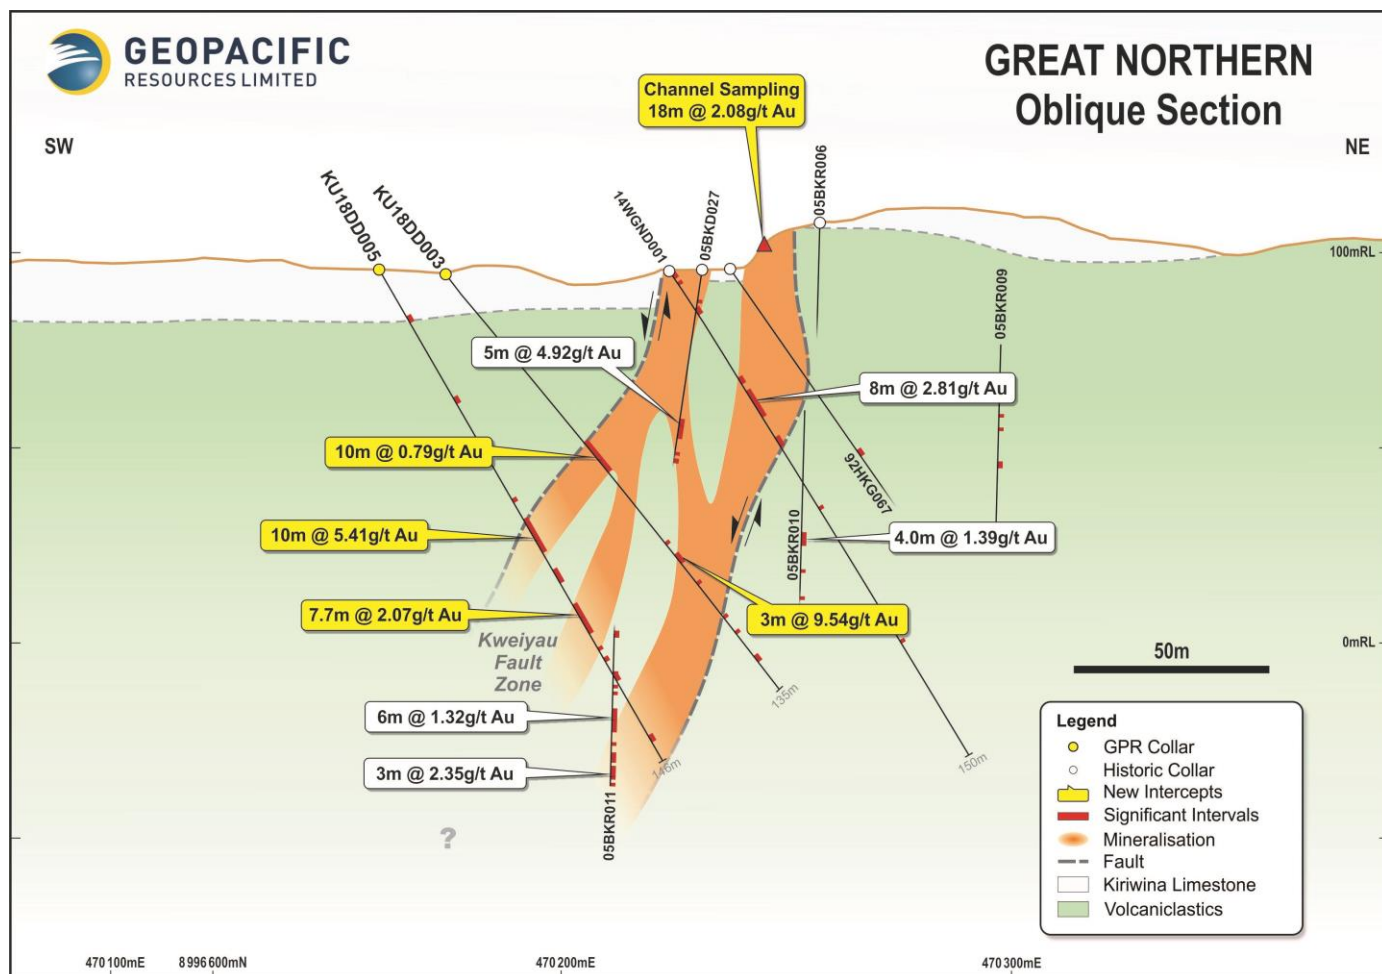 GEOPACIFIC
RESOURCES LIMITED
GREAT NORTHERN
Oblique Section
Channel Sampling
18m @ 2.08g/t Au
SW
NE
KU18DD005
KU18DD003
14WGND001
05BKD027
05BKR006
100mRL
05BKR009
5m @ 4.92g/t Au
8m @ 2.81g/t Au
10m @ 0.79g/t Au
92HKG067
10m @ 5.41g/t Au
05BKR010
4.0m @ 1.39g/t Au
7.7m @ 2.07g/t Au
3m @ 9.54g/t Au
Kweiyau
Fault
Zone
0mRL
50m
135m
6m @ 1.32g/t Au
146m
150m
3m @ 2.35g/t Au
05BKR011
?
Legend
GPR Collar
Historic Collar
New Intercepts
Significant Intervals
Mineralisation
Fault
Kiriwina Limestone
Volcaniclastics
470 100mE
8 996 600mN
470 200mE
470 300mE